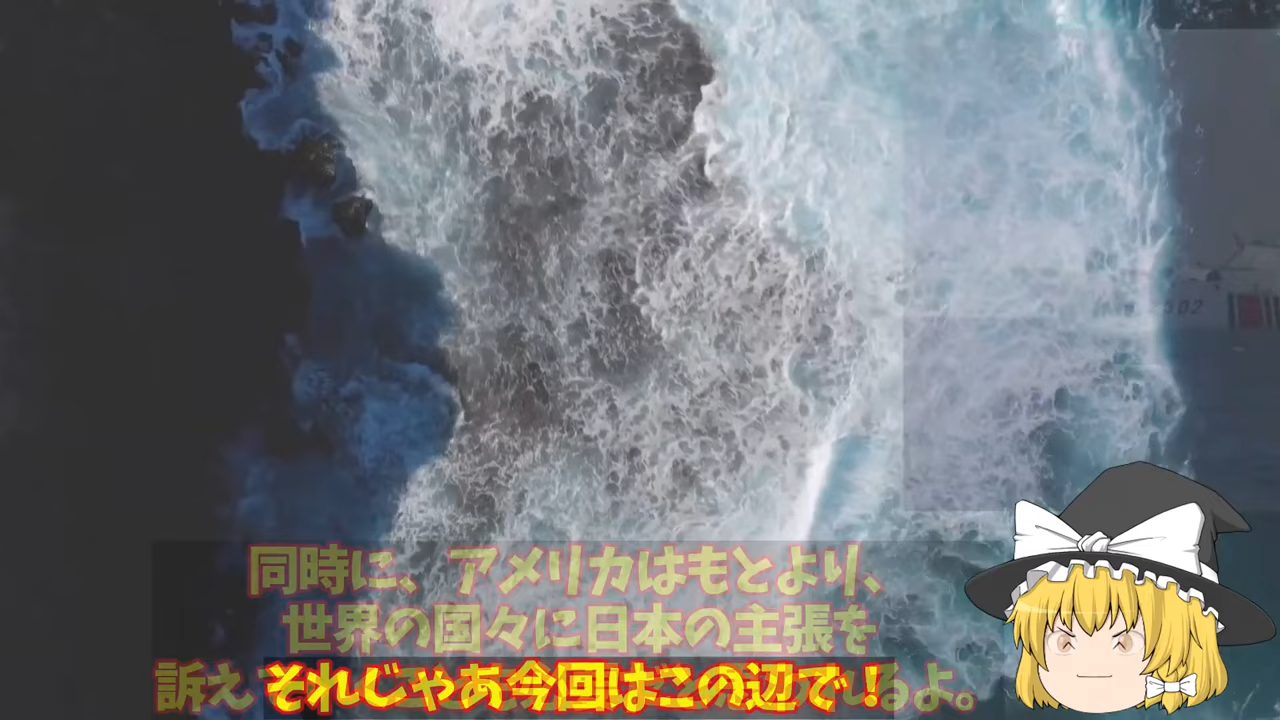 同時に、アメリカはもとより、
世界の国々に日本の主張を
訴え るよ。
それじゃあ今回はこの辺で！